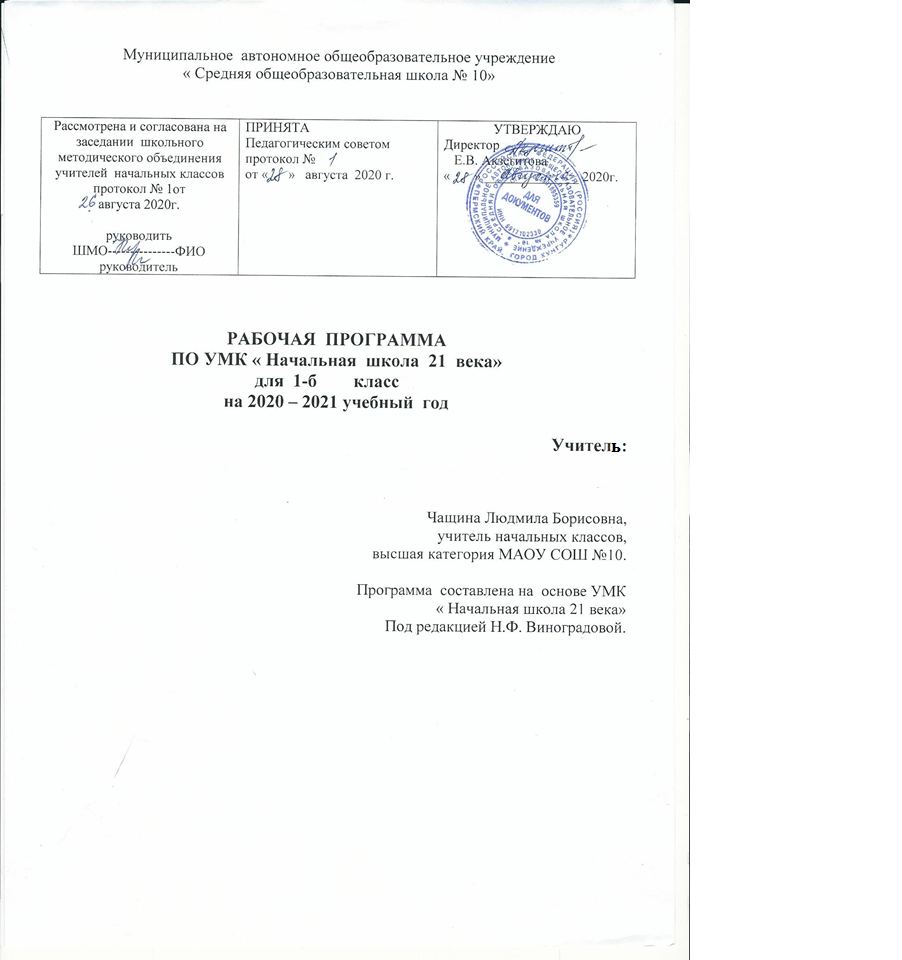 Муниципальное автономное общеобразовательное учреждение
« Средняя общеобразовательная школа № 10»
Рассмотрена и согласована на
заседании школьного
методического объединения
учителей начальных классов
протокол № 1от
26 августа 2020г.
руководить
ШМО-------------ФИО
руководитель
ПРИНЯТА
Педагогическим советом
протокол № 1
от «28 » августа 2020 г.
УТВЕРЖДАЮ
Директор
Е.В. Акзегитова
« 28 » августа 2020г.
ДЛЯ
ДОКУМЕНТОВ
РАБОЧАЯ ПРОГРАММА
ПО УМК « Начальная школа 21 века»
для 1-б класс
на 2020 – 2021 учебный год
Учитель:
Чащина Людмила Борисовна,
учитель начальных классов,
высшая категория МАОУ СОШ №10.
Программа составлена на основе УМК
« Начальная школа 21 века»
Под редакцией Н.Ф. Виноградовой.